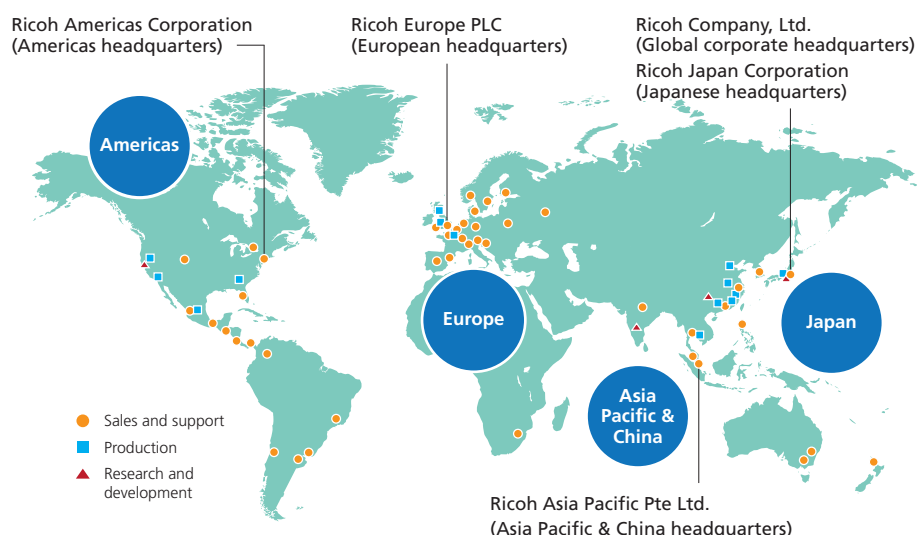 Ricoh Americas Corporation
(Americas headquarters)
Ricoh Europe PLC
(European headquarters)
Ricoh Company, Ltd.
(Global corporate headquarters)
Ricoh Japan Corporation
(Japanese headquarters)
Americas
Europe
Japan
Asia
Pacific &
China
Sales and support
Production
Research and
development
Ricoh Asia Pacific Pte Ltd.
(Asia Pacific & China headquarters)